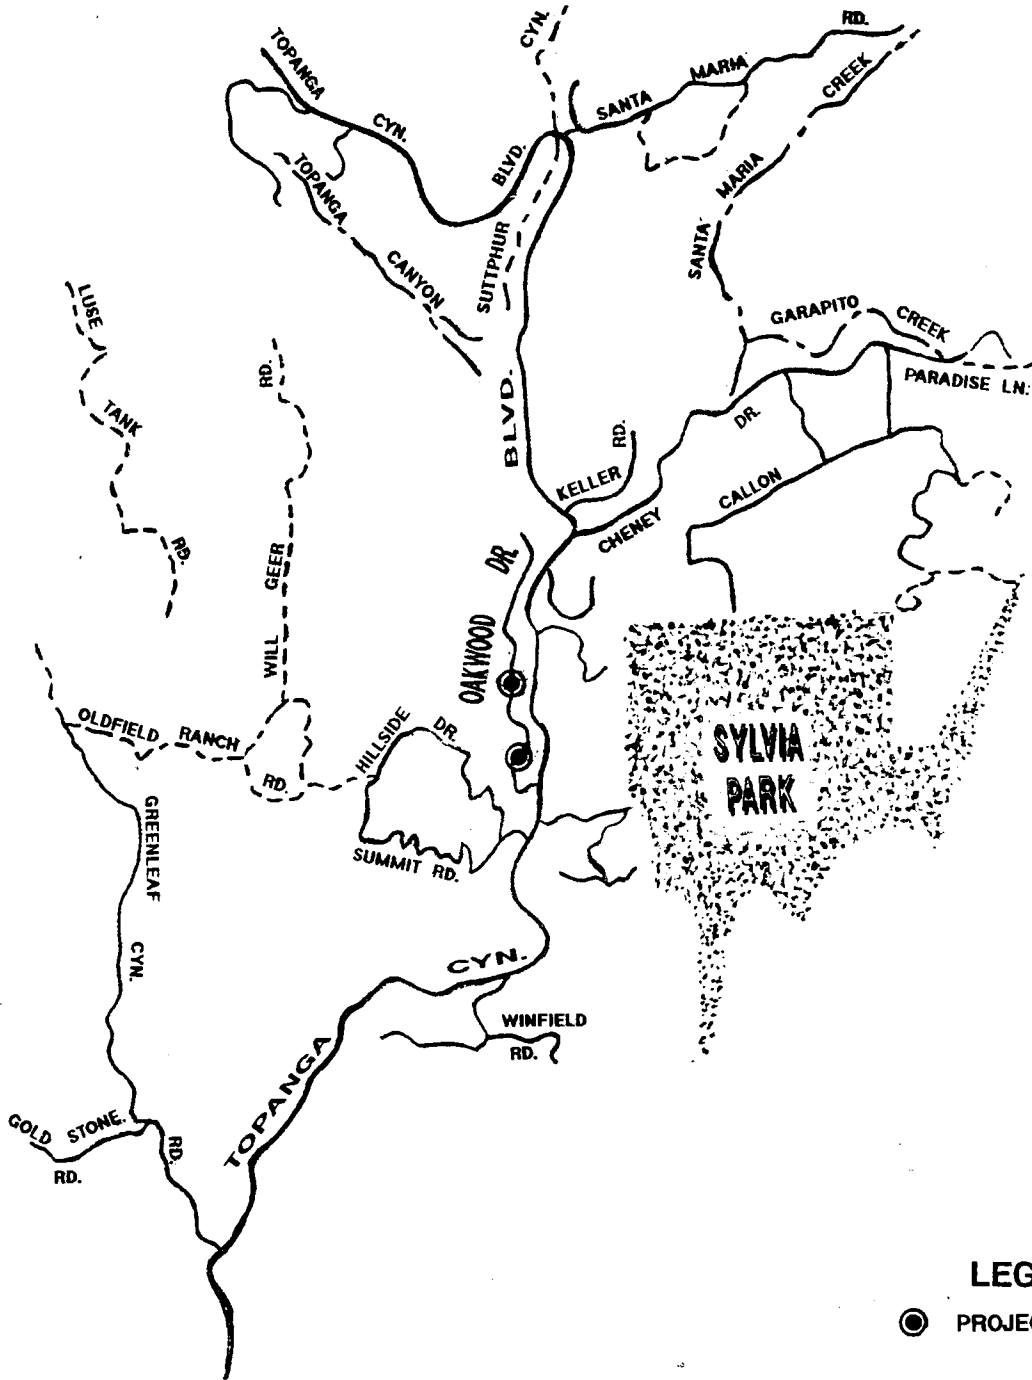 TOPANGA CYN. BLVD.
CYN.
SANTA MARIA RD.
SANTA MARIA CREEK
TOPANGA CANYON
SUTTPHUR
LUSE TANK RD.
WILL GEER RD.
BLVD.
GARAPITO CREEK
PARADISE LN.
KELLER RD.
CHENEY DR.
CALLON
OAKWOOD DR.
OLDFIELD RANCH RD.
HILLSIDE DR.
SUMMIT RD.
SYLVIA
PARK
GREENLEAF CYN. RD.
TOPANGA CYN.
WINFIELD
RD.
GOLD STONE.
RD.
LEG
PROJE